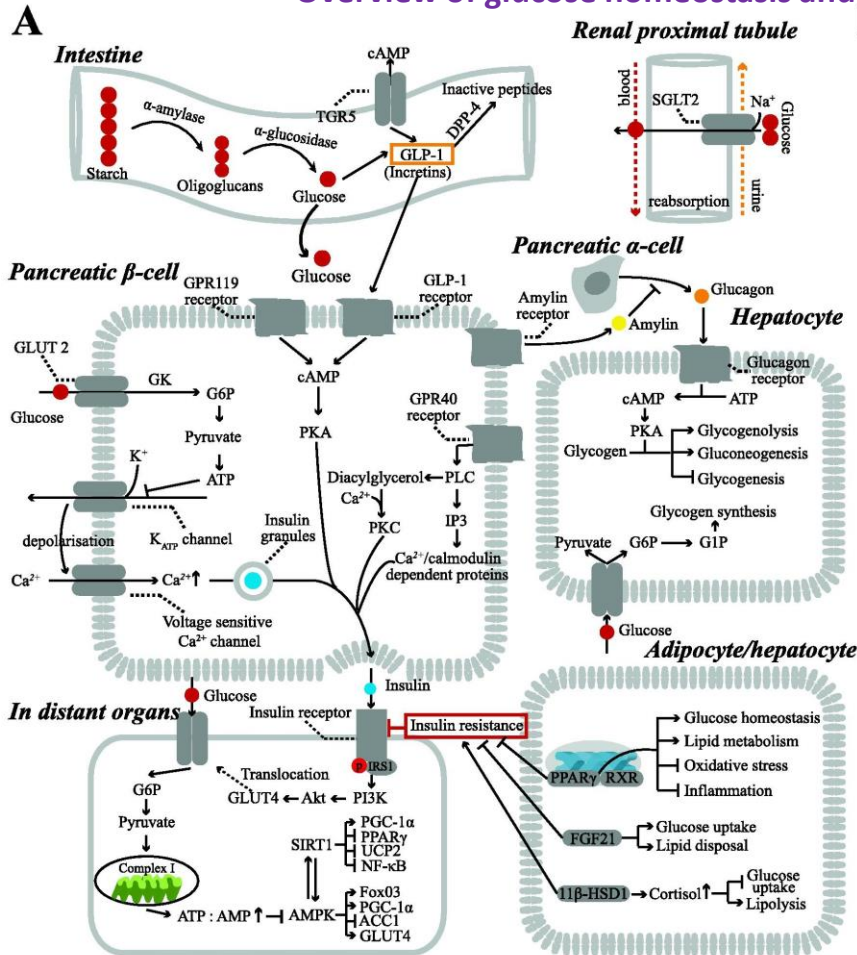 Overview of glucose homeostasis and
A
Intestine
cAMP
TGR5
Inactive peptides
DPP-4
α-amylase
α-glucosidase
GLP-1
(Incretins)
Starch
Oligoglucans
Glucose
Glucose
Renal proximal tubule
blood
SGLT2
Na⁺
Glucose
reabsorption
urine
Pancreatic β-cell
GPR119
receptor
GLP-1
receptor
GLUT 2
Glucose
GK
G6P
Pyruvate
ATP
K⁺
K_ATP channel
depolarisation
Ca²⁺
Ca²⁺↑
Voltage sensitive
Ca²⁺ channel
Insulin
granules
cAMP
PKA
GPR40
receptor
Diacylglycerol
PLC
Ca²⁺
PKC
IP3
Ca²⁺/calmodulin
dependent proteins
Insulin
Pancreatic α-cell
Amylin
receptor
Amylin
Glucagon
Hepatocyte
Glucagon
receptor
cAMP
ATP
PKA
Glycogen
Glycogenolysis
Gluconeogenesis
Glycogenesis
Glycogen synthesis
Pyruvate
G6P
G1P
Glucose
In distant organs
Glucose
Insulin receptor
Insulin resistance
P
IRS1
Translocation
GLUT4
Akt
PI3K
G6P
Pyruvate
Complex I
ATP : AMP ↑
AMPK
SIRT1
PGC-1α
PPARγ
UCP2
NF-κB
Fox03
PGC-1α
ACC1
GLUT4
Adipocyte/hepatocyte
PPARγ
RXR
Glucose homeostasis
Lipid metabolism
Oxidative stress
Inflammation
FGF21
Glucose uptake
Lipid disposal
11β-HSD1
Cortisol↑
Glucose
uptake
Lipolysis